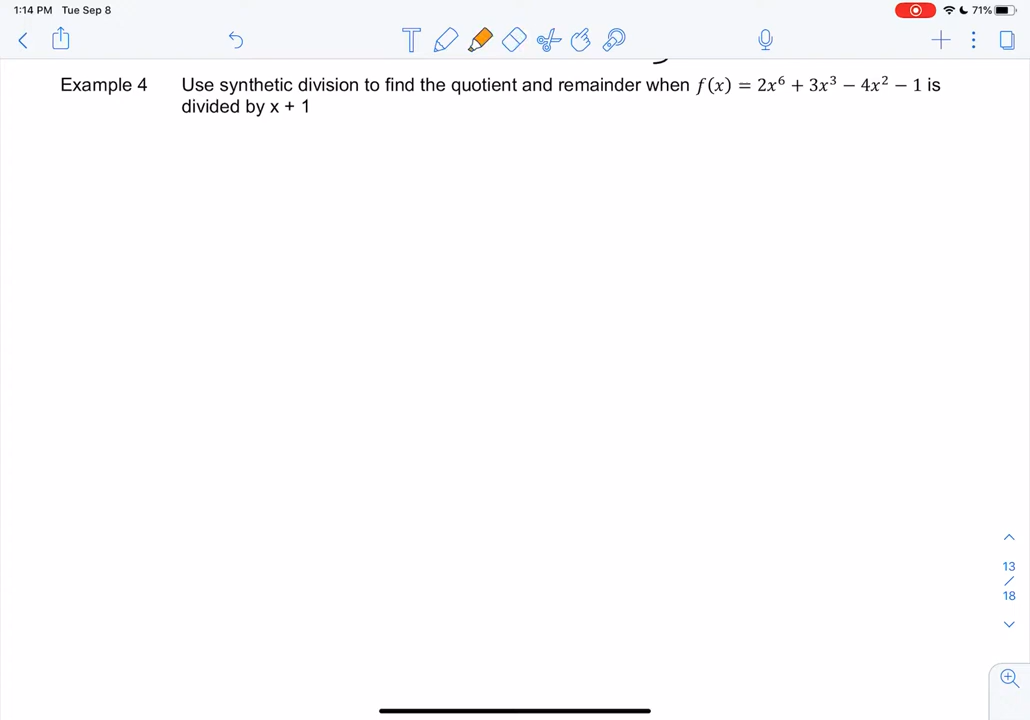 1:14 PM Tue Sep 8 71%
T
Example 4 Use synthetic division to find the quotient and remainder when f(x) = 2x⁶ + 3x³ − 4x² − 1 is
divided by x + 1
13
/
18